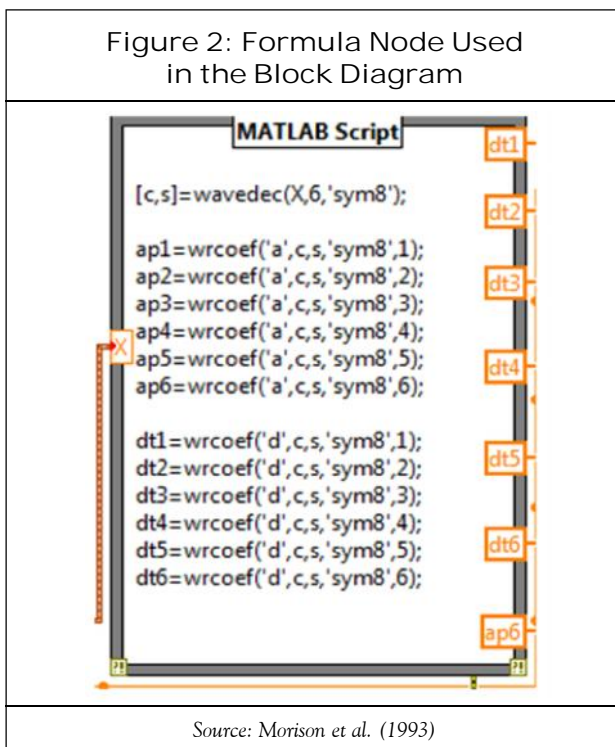 Figure 2: Formula Node Used
in the Block Diagram
MATLAB Script
[c,s]=wavedec(X,6,'sym8');
ap1=wrcoef('a',c,s,'sym8',1);
ap2=wrcoef('a',c,s,'sym8',2);
ap3=wrcoef('a',c,s,'sym8',3);
ap4=wrcoef('a',c,s,'sym8',4);
ap5=wrcoef('a',c,s,'sym8',5);
ap6=wrcoef('a',c,s,'sym8',6);
dt1=wrcoef('d',c,s,'sym8',1);
dt2=wrcoef('d',c,s,'sym8',2);
dt3=wrcoef('d',c,s,'sym8',3);
dt4=wrcoef('d',c,s,'sym8',4);
dt5=wrcoef('d',c,s,'sym8',5);
dt6=wrcoef('d',c,s,'sym8',6);
X
dt1
dt2
dt3
dt4
dt5
dt6
ap6
Source: Morison et al. (1993)